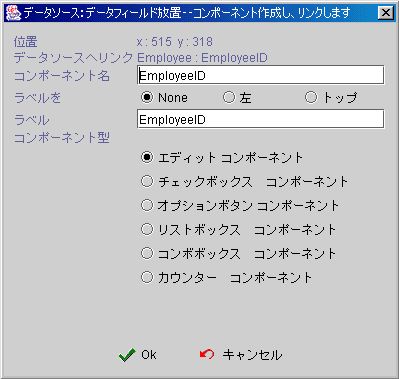 データソース:データフィールド放置--コンポーネント作成し、リンクします
位置 x : 515 y : 318
データソースへリンク Employee : EmployeeID
コンポーネント名 EmployeeID
ラベルを None 左 トップ
ラベル EmployeeID
コンポーネント型
エディット コンポーネント
チェックボックス コンポーネント
オプションボタン コンポーネント
リストボックス コンポーネント
コンボボックス コンポーネント
カウンター コンポーネント
Ok キャンセル